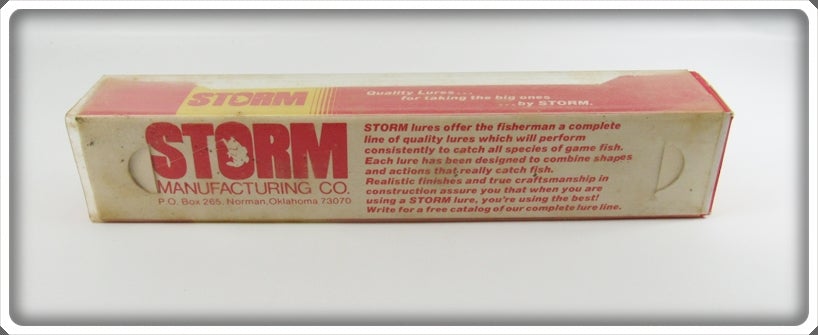 STORM
Quality Lures...
for taking the big ones
...by STORM.
STORM
MANUFACTURING CO.
P.O. Box 265, Norman, Oklahoma 73070
STORM lures offer the fisherman a complete
line of quality lures which will perform
consistently to catch all species of game fish.
Each lure has been designed to combine shapes
and actions that really catch fish.
Realistic finishes and true craftsmanship in
construction assure you that when you are
using a STORM lure, you're using the best!
Write for a free catalog of our complete lure line.